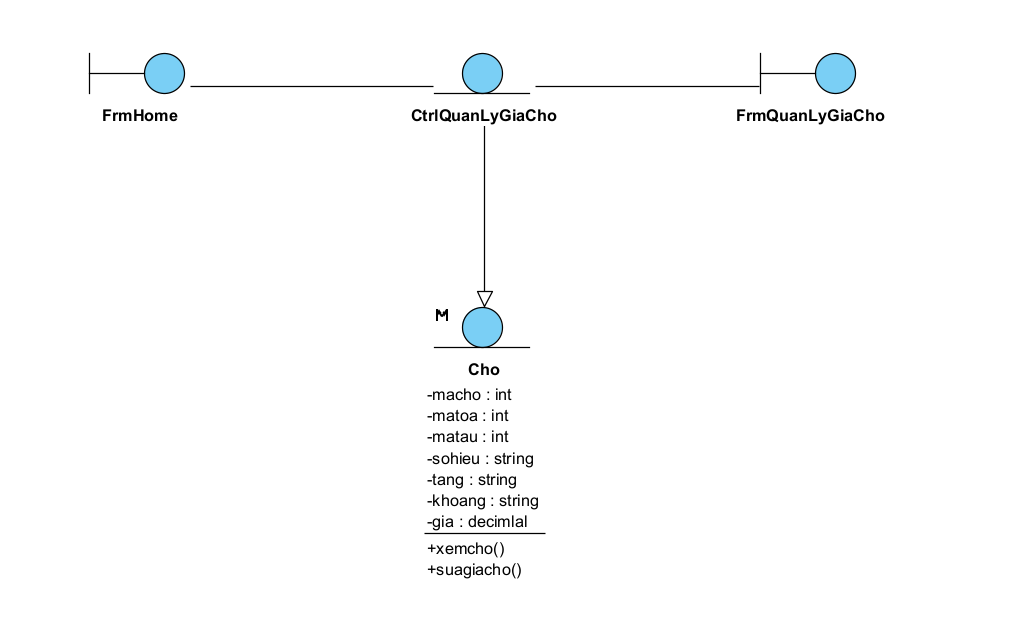 FrmHome
CtrlQuanLyGiaCho
FrmQuanLyGiaCho
M
Cho
-macho : int
-matoa : int
-matau : int
-sohieu : string
-tang : string
-khoang : string
-gia : decimlal
+xemcho()
+suagiacho()